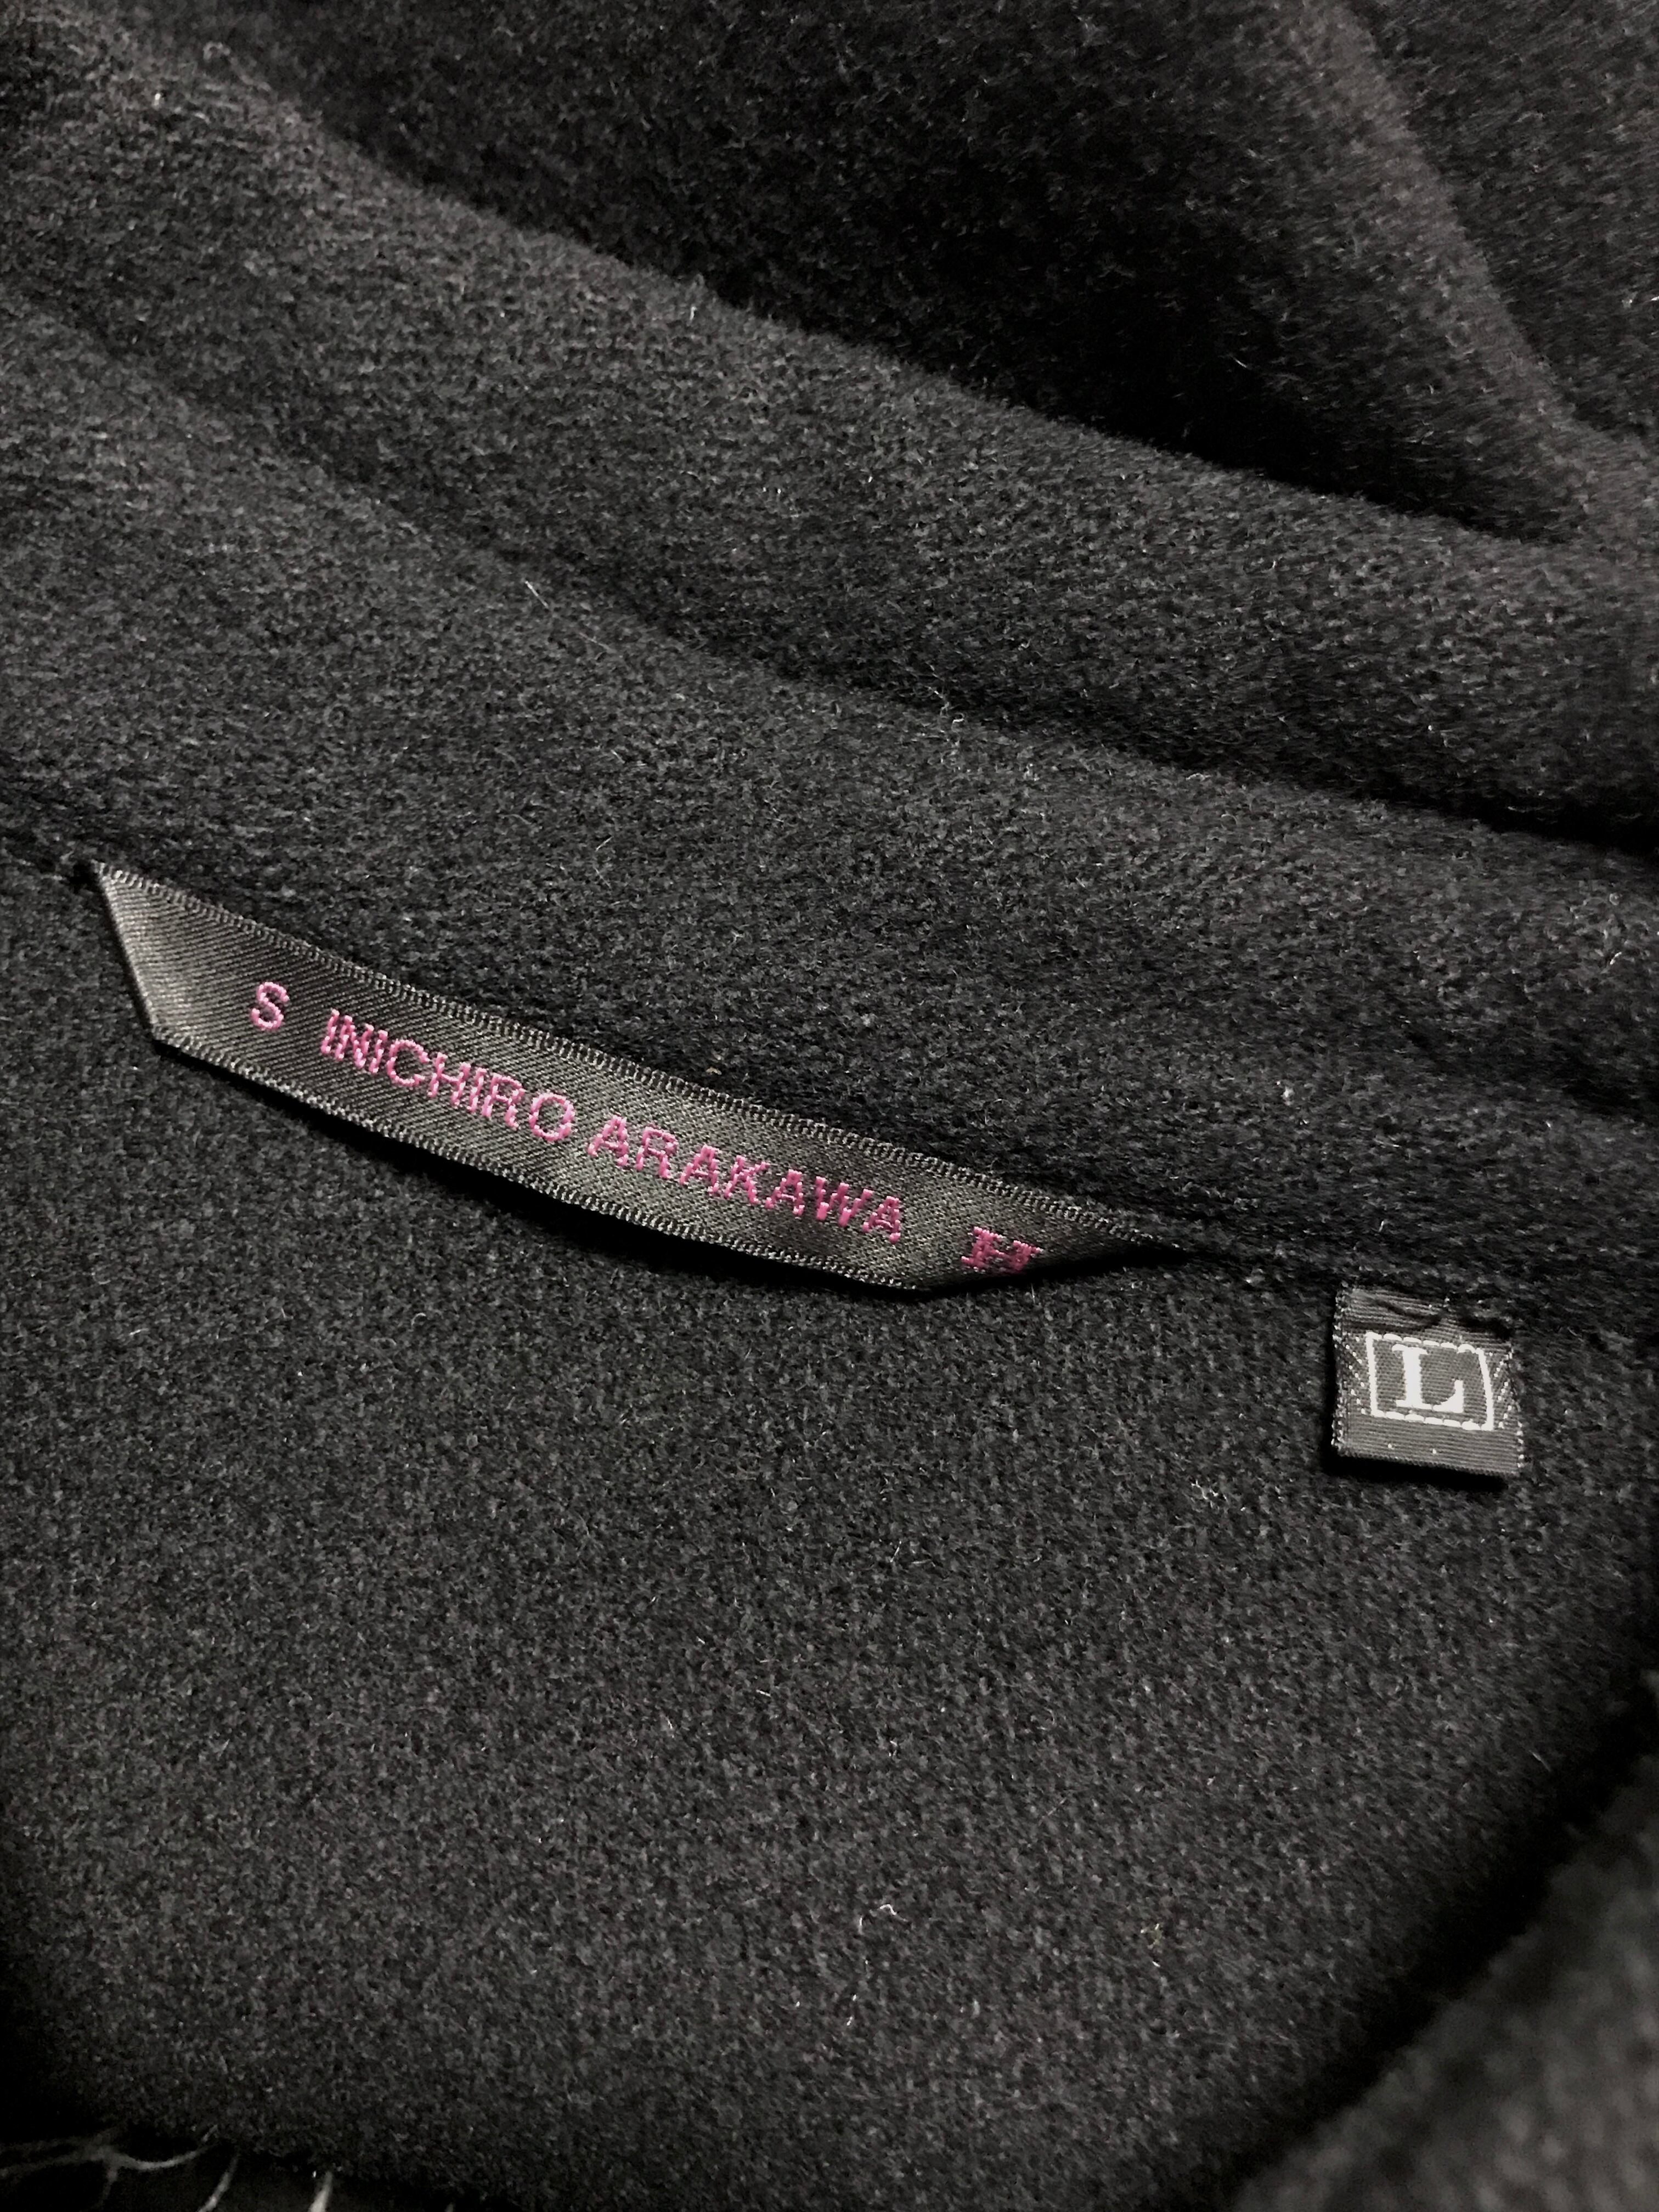 S INICHIRO ARAKAWA H
L